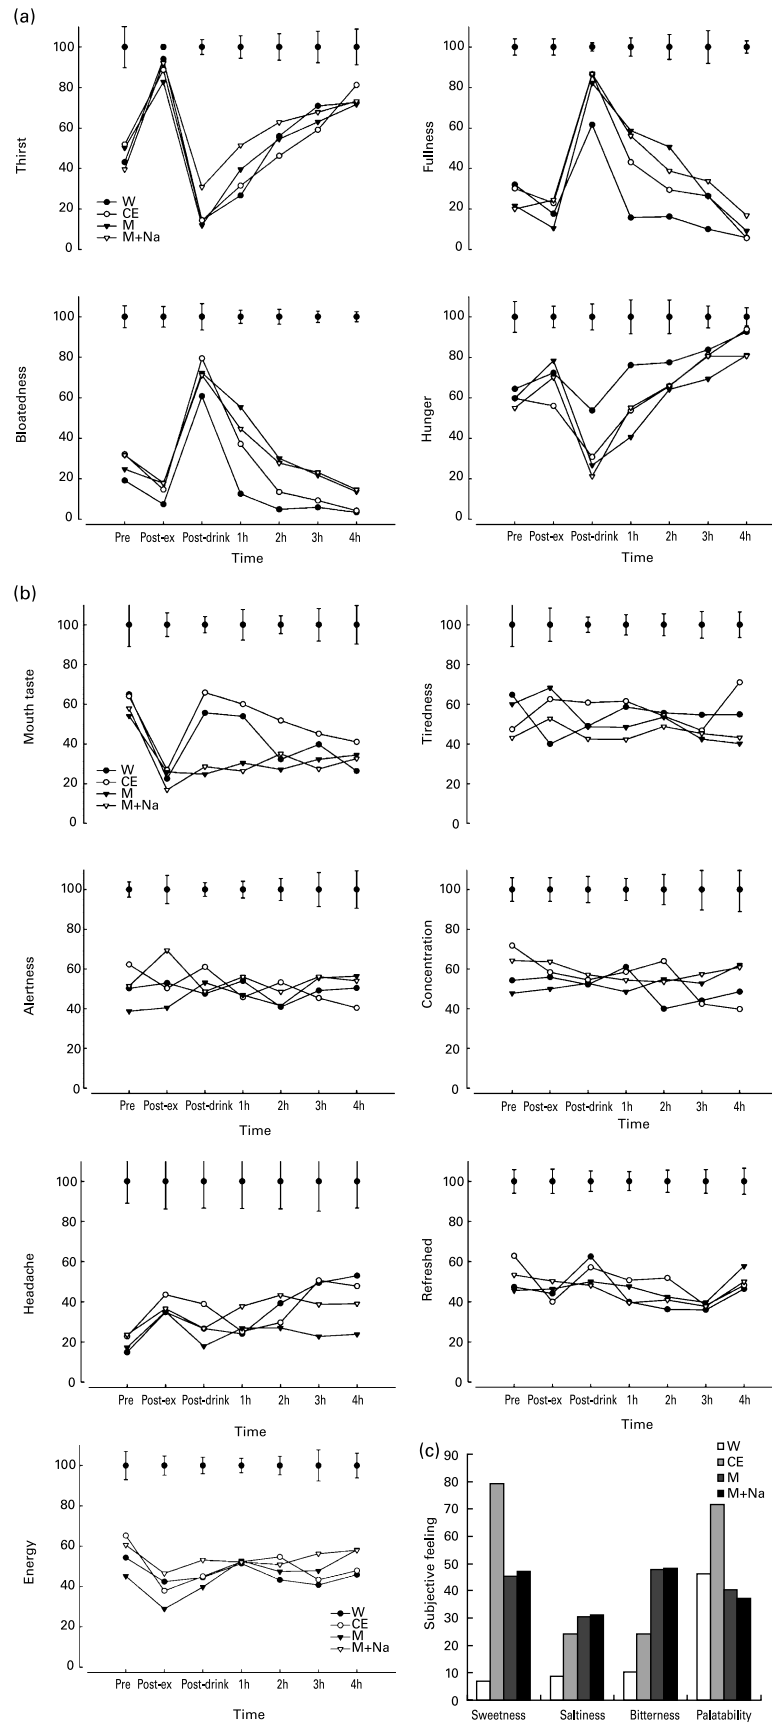 (a)
100
80
60
40
20
0
Thirst
W
CE
M
M+Na
100
80
60
40
20
0
Fullness
100
80
60
40
20
0
Bloatedness
Pre Post-ex Post-drink 1h 2h 3h 4h
Time
100
80
60
40
20
0
Hunger
Pre Post-ex Post-drink 1h 2h 3h 4h
Time
(b)
100
80
60
40
20
0
Mouth taste
W
CE
M
M+Na
100
80
60
40
20
0
Tiredness
100
80
60
40
20
0
Alertness
Pre Post-ex Post-drink 1h 2h 3h 4h
Time
100
80
60
40
20
0
Concentration
Pre Post-ex Post-drink 1h 2h 3h 4h
Time
100
80
60
40
20
0
Headache
Pre Post-ex Post-drink 1h 2h 3h 4h
Time
100
80
60
40
20
0
Refreshed
Pre Post-ex Post-drink 1h 2h 3h 4h
Time
100
80
60
40
20
0
Energy
W
CE
M
M+Na
Pre Post-ex Post-drink 1h 2h 3h 4h
Time
(c)
90
80
70
60
50
40
30
20
10
0
Subjective feeling
W
CE
M
M+Na
Sweetness Saltiness Bitterness Palatability